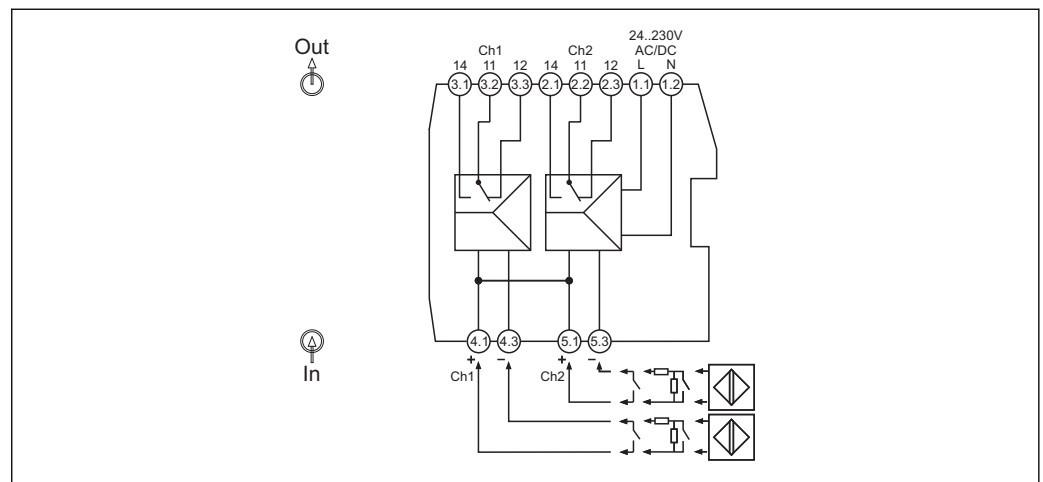 Out
24..230V
Ch1 Ch2 AC/DC
14 11 12 14 11 12 L N
3.1 3.2 3.3 2.1 2.2 2.3 1.1 1.2
4.1 4.3 5.1 5.3
+ – + –
In
Ch1 Ch2